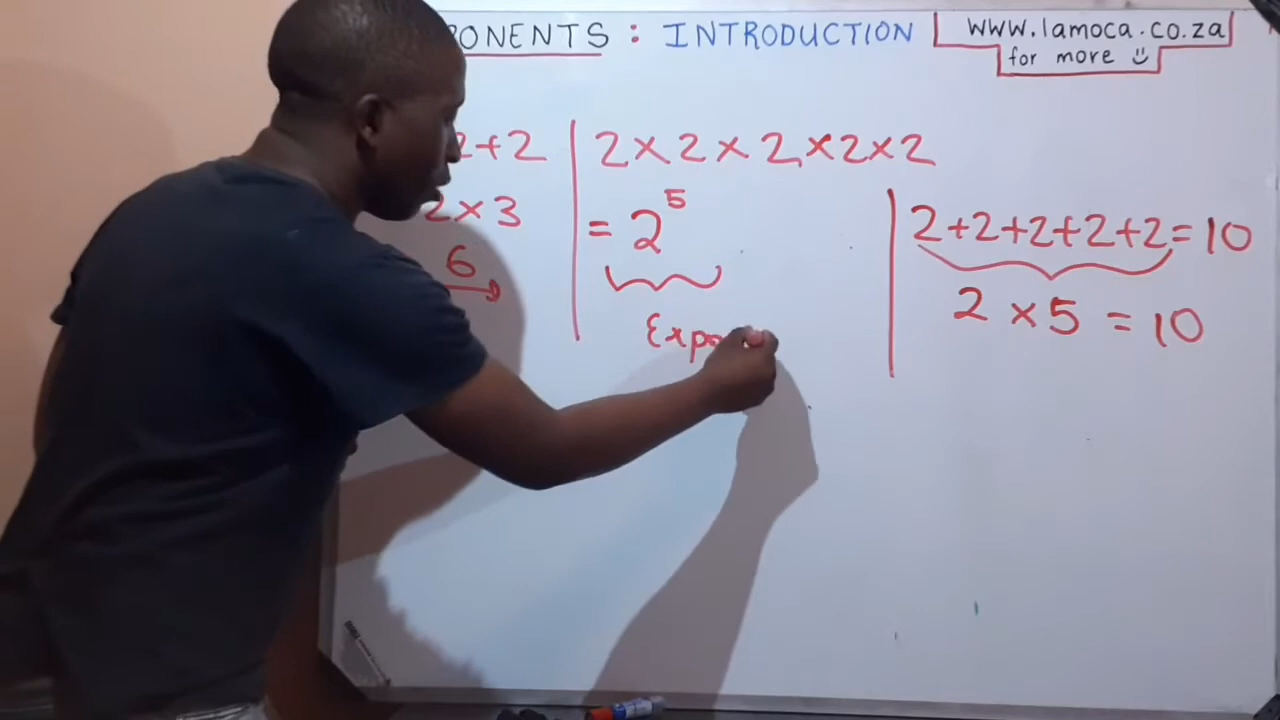 PONENTS : INTRODUCTION
www.lamoca.co.za
for more
2+2
2×3
6
2×2×2×2×2
= 2⁵
Expo
2+2+2+2+2=10
2×5 = 10